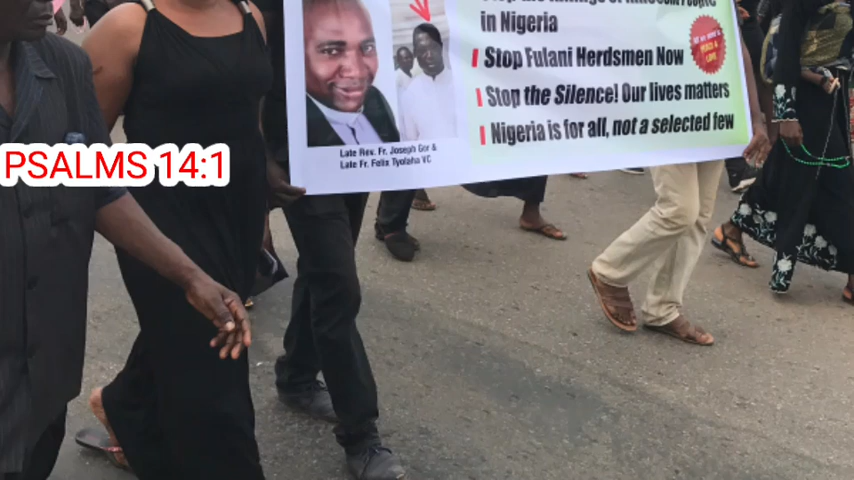 in Nigeria
Stop Fulani Herdsmen Now
Stop the Silence! Our lives matters
Nigeria is for all, not a selected few
Late Rev. Fr. Joseph Gor &
Late Fr. Felix Tyolaha VC
PSALMS 14:1